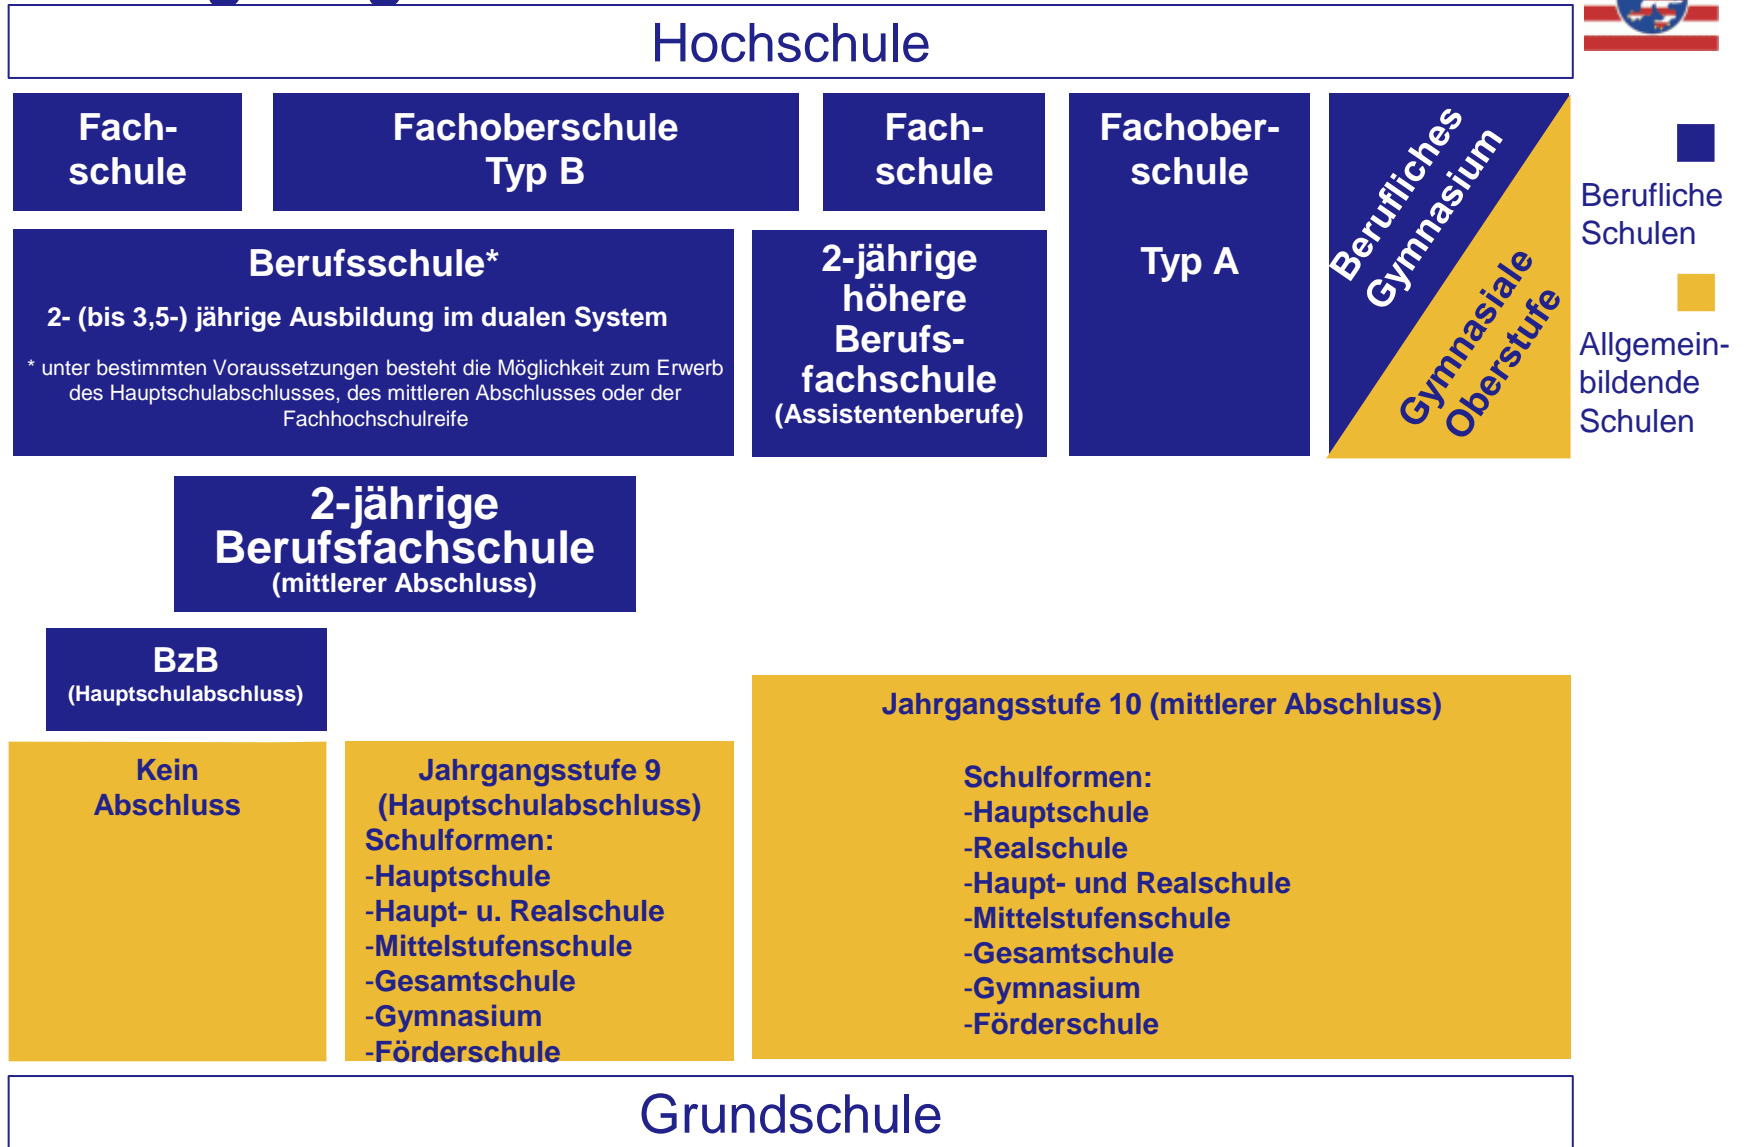 Hochschule
Fach-
schule
Fachoberschule
Typ B
Fach-
schule
Fachober-
schule
Typ A
Berufliches
Gymnasium
Gymnasiale
Oberstufe
Berufliche
Schulen
Allgemein-
bildende
Schulen
Berufsschule*
2- (bis 3,5-) jährige Ausbildung im dualen System
* unter bestimmten Voraussetzungen besteht die Möglichkeit zum Erwerb
des Hauptschulabschlusses, des mittleren Abschlusses oder der
Fachhochschulreife
2-jährige
höhere
Berufs-
fachschule
(Assistentenberufe)
2-jährige
Berufsfachschule
(mittlerer Abschluss)
BzB
(Hauptschulabschluss)
Kein
Abschluss
Jahrgangsstufe 9
(Hauptschulabschluss)
Schulformen:
-Hauptschule
-Haupt- u. Realschule
-Mittelstufenschule
-Gesamtschule
-Gymnasium
-Förderschule
Jahrgangsstufe 10 (mittlerer Abschluss)
Schulformen:
-Hauptschule
-Realschule
-Haupt- und Realschule
-Mittelstufenschule
-Gesamtschule
-Gymnasium
-Förderschule
Grundschule